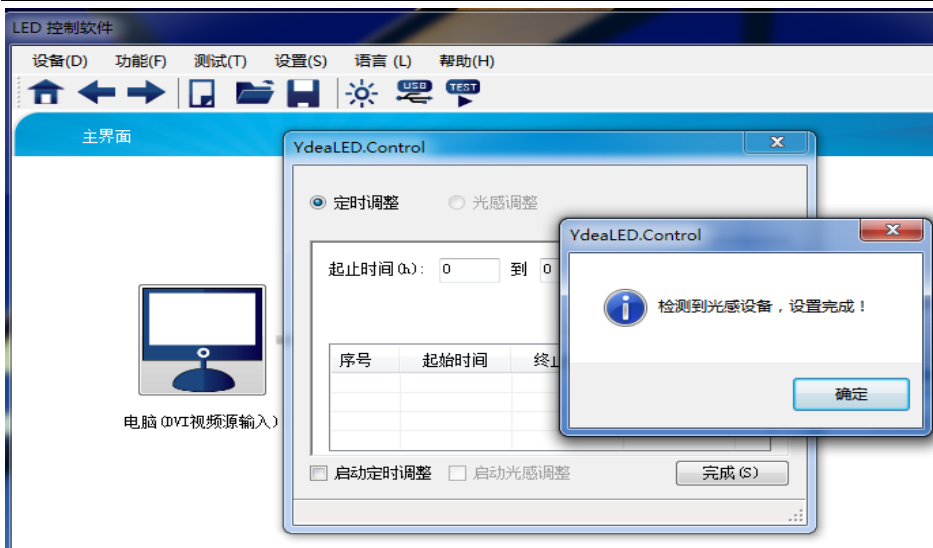 LED 控制软件
设备(D) 功能(F) 测试(T) 设置(S) 语言 (L) 帮助(H)
USB TEST
主界面
YdeaLED.Control
定时调整 光感调整
YdeaLED.Control
起止时间(h): 0 到 0
检测到光感设备，设置完成！
序号 起始时间 终止
确定
电脑(DVI视频源输入)
启动定时调整 启动光感调整 完成(S)